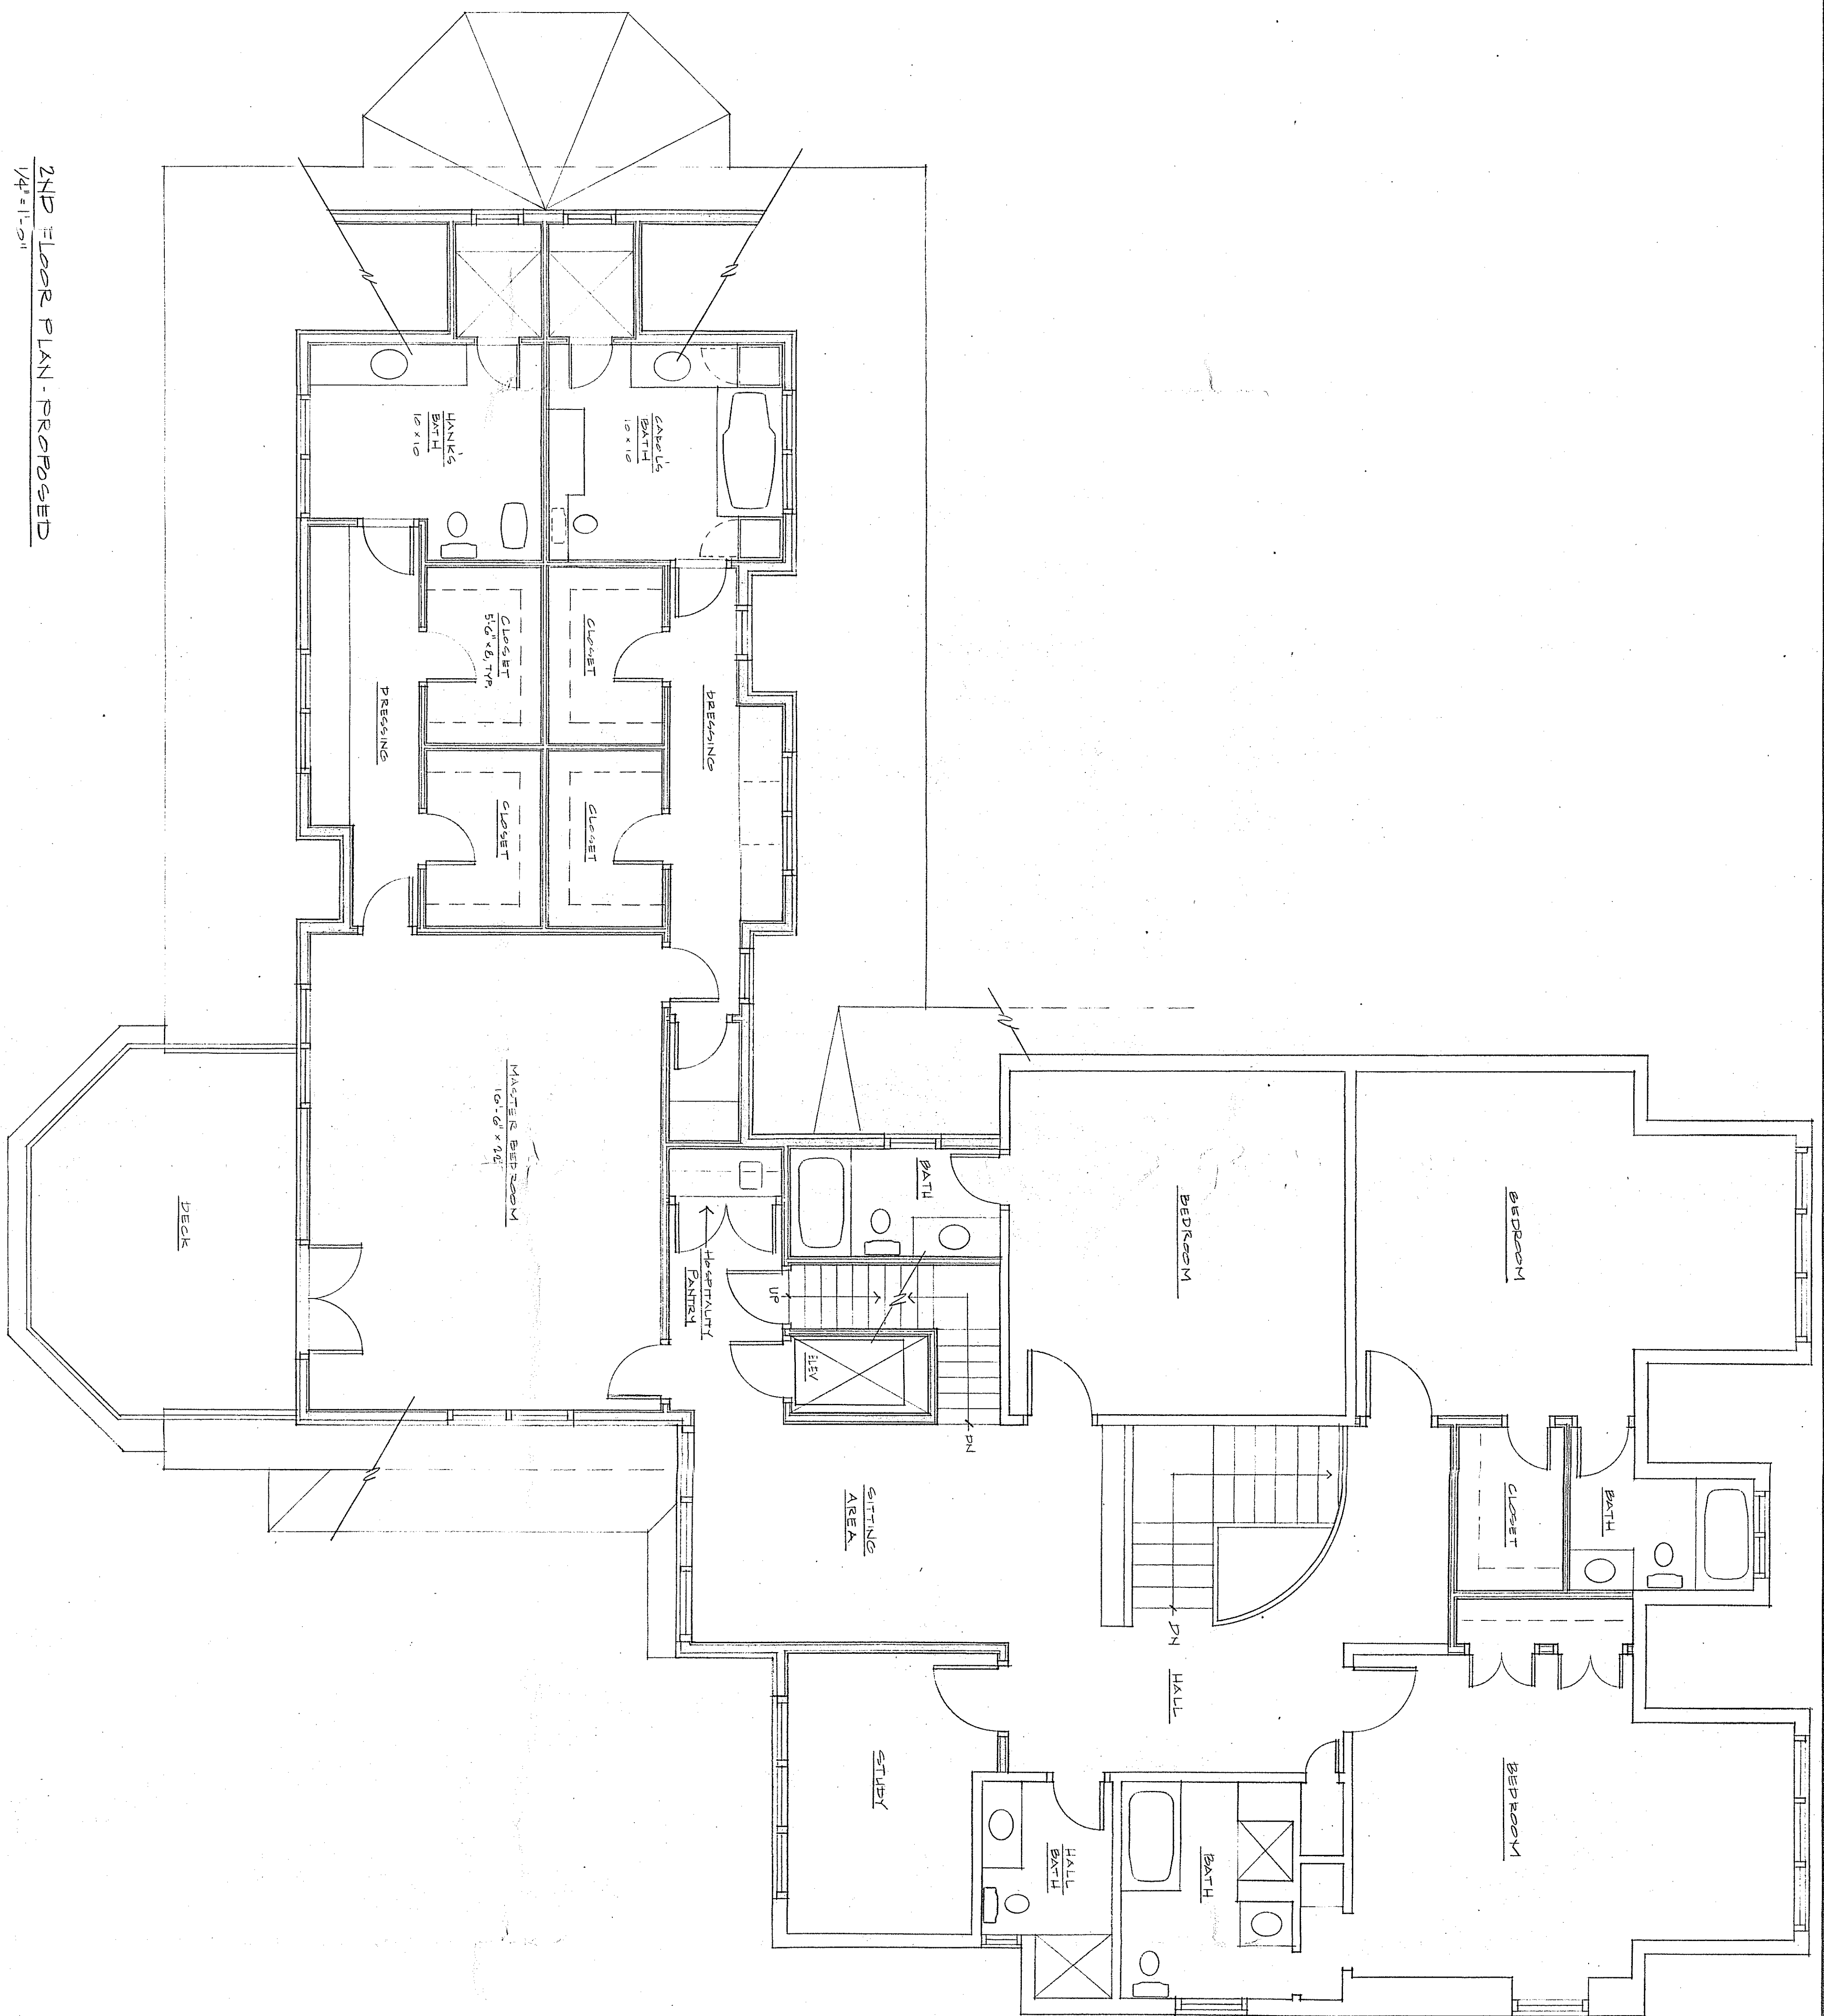 2ND FLOOR PLAN - PROPOSED
1/4" = 1'-0"
BEDROOM
BATH
CLOSET
BEDROOM
BEDROOM
BATH
DN
HALL
BATH
HALL
BATH
DN
SITTING
AREA
STUDY
UP
ELEV
HOSPITALITY
PANTRY
CAROL'S
BATH
10 x 10
DRESSING
CLOSET
CLOSET
HANK'S
BATH
10 x 10
CLOSET
5'-6" x 8', TYP.
CLOSET
DRESSING
MASTER BEDROOM
16'-6" x 22'
DECK